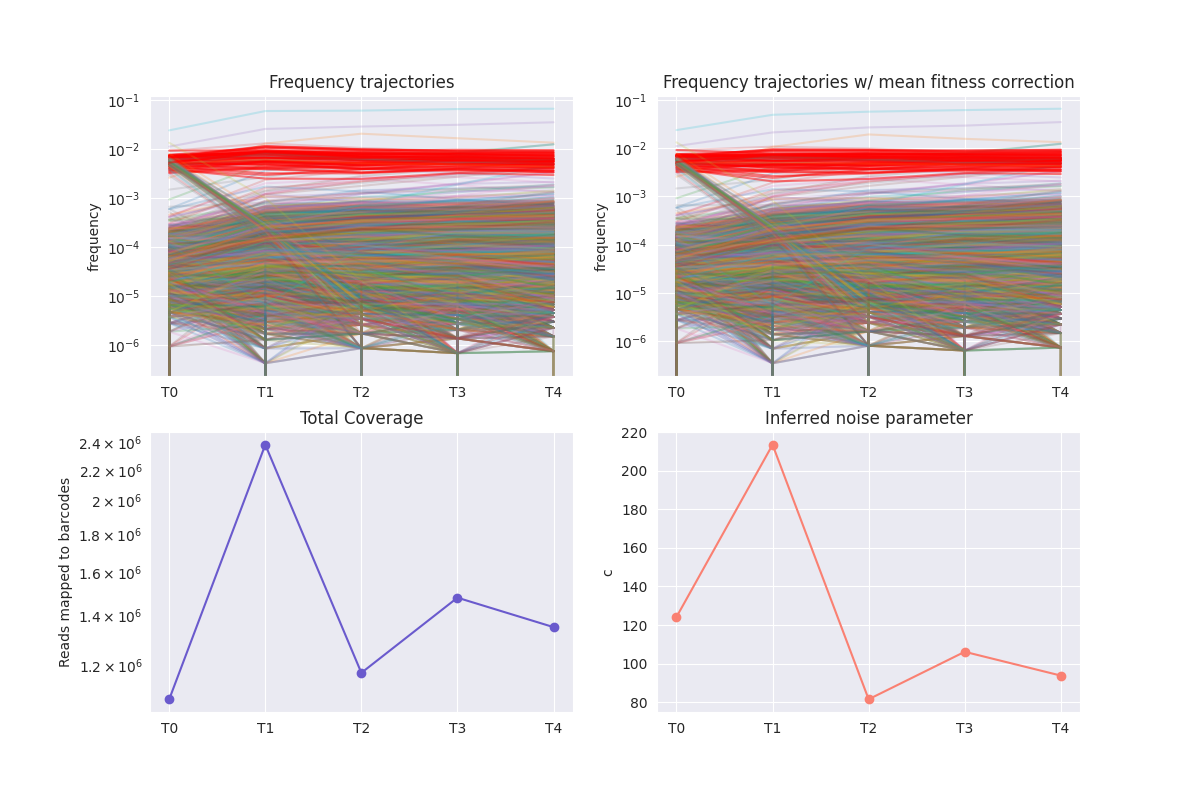 Frequency trajectories
frequency
10⁻¹
10⁻²
10⁻³
10⁻⁴
10⁻⁵
10⁻⁶
T0 T1 T2 T3 T4
Frequency trajectories w/ mean fitness correction
frequency
10⁻¹
10⁻²
10⁻³
10⁻⁴
10⁻⁵
10⁻⁶
T0 T1 T2 T3 T4
Total Coverage
Reads mapped to barcodes
2.4 × 10⁶
2.2 × 10⁶
2 × 10⁶
1.8 × 10⁶
1.6 × 10⁶
1.4 × 10⁶
1.2 × 10⁶
T0 T1 T2 T3 T4
Inferred noise parameter
c
220
200
180
160
140
120
100
80
T0 T1 T2 T3 T4